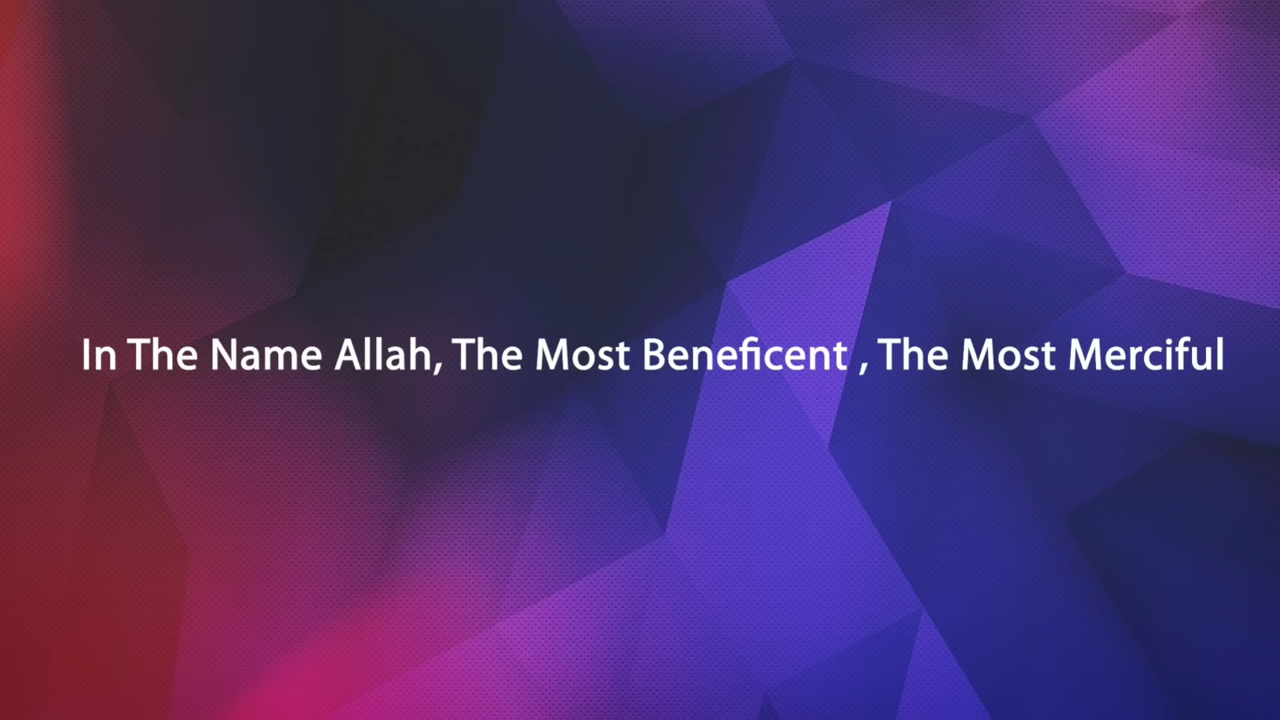 In The Name Allah, The Most Beneficent , The Most Merciful